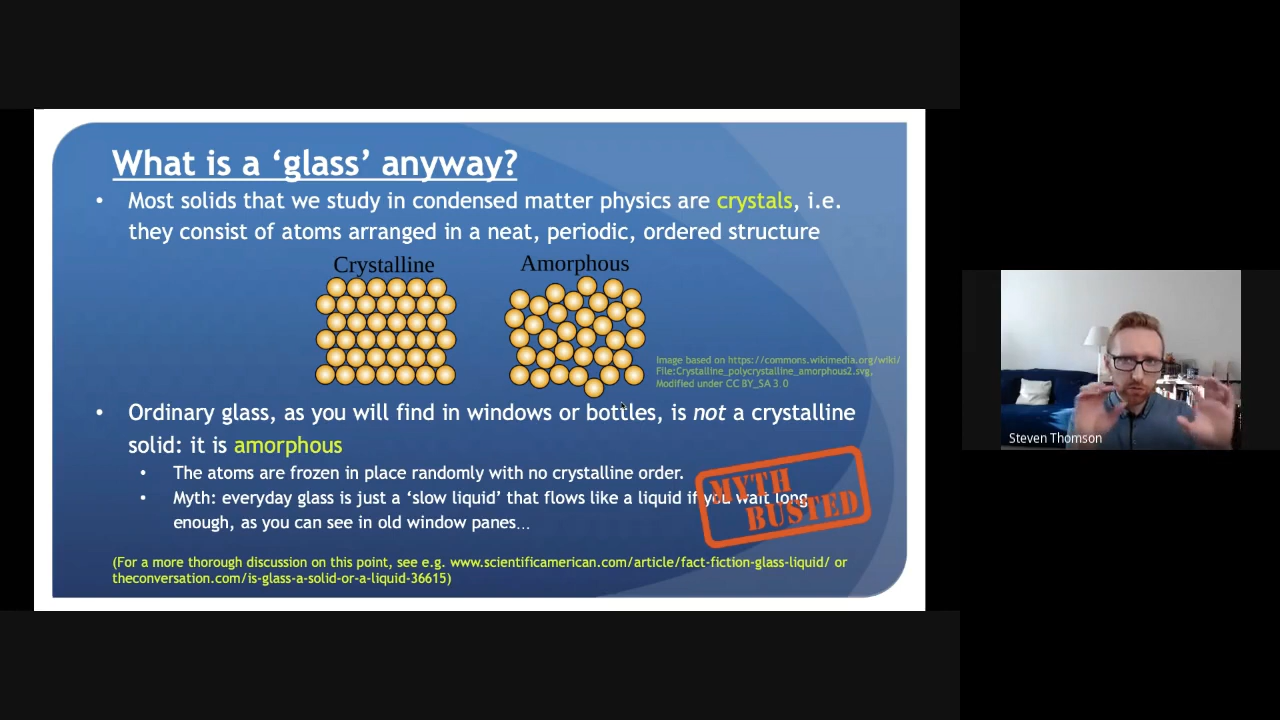 What is a ‘glass’ anyway?
• Most solids that we study in condensed matter physics are crystals, i.e.
they consist of atoms arranged in a neat, periodic, ordered structure
Crystalline
Amorphous
Image based on https://commons.wikimedia.org/wiki/
File:Crystalline_polycrystalline_amorphous2.svg,
Modified under CC BY_SA 3.0
• Ordinary glass, as you will find in windows or bottles, is not a crystalline
solid: it is amorphous
• The atoms are frozen in place randomly with no crystalline order.
• Myth: everyday glass is just a ‘slow liquid’ that flows like a liquid if you wait long
enough, as you can see in old window panes...
MYTH
BUSTED
(For a more thorough discussion on this point, see e.g. www.scientificamerican.com/article/fact-fiction-glass-liquid/ or
theconversation.com/is-glass-a-solid-or-a-liquid-36615)
Steven Thomson